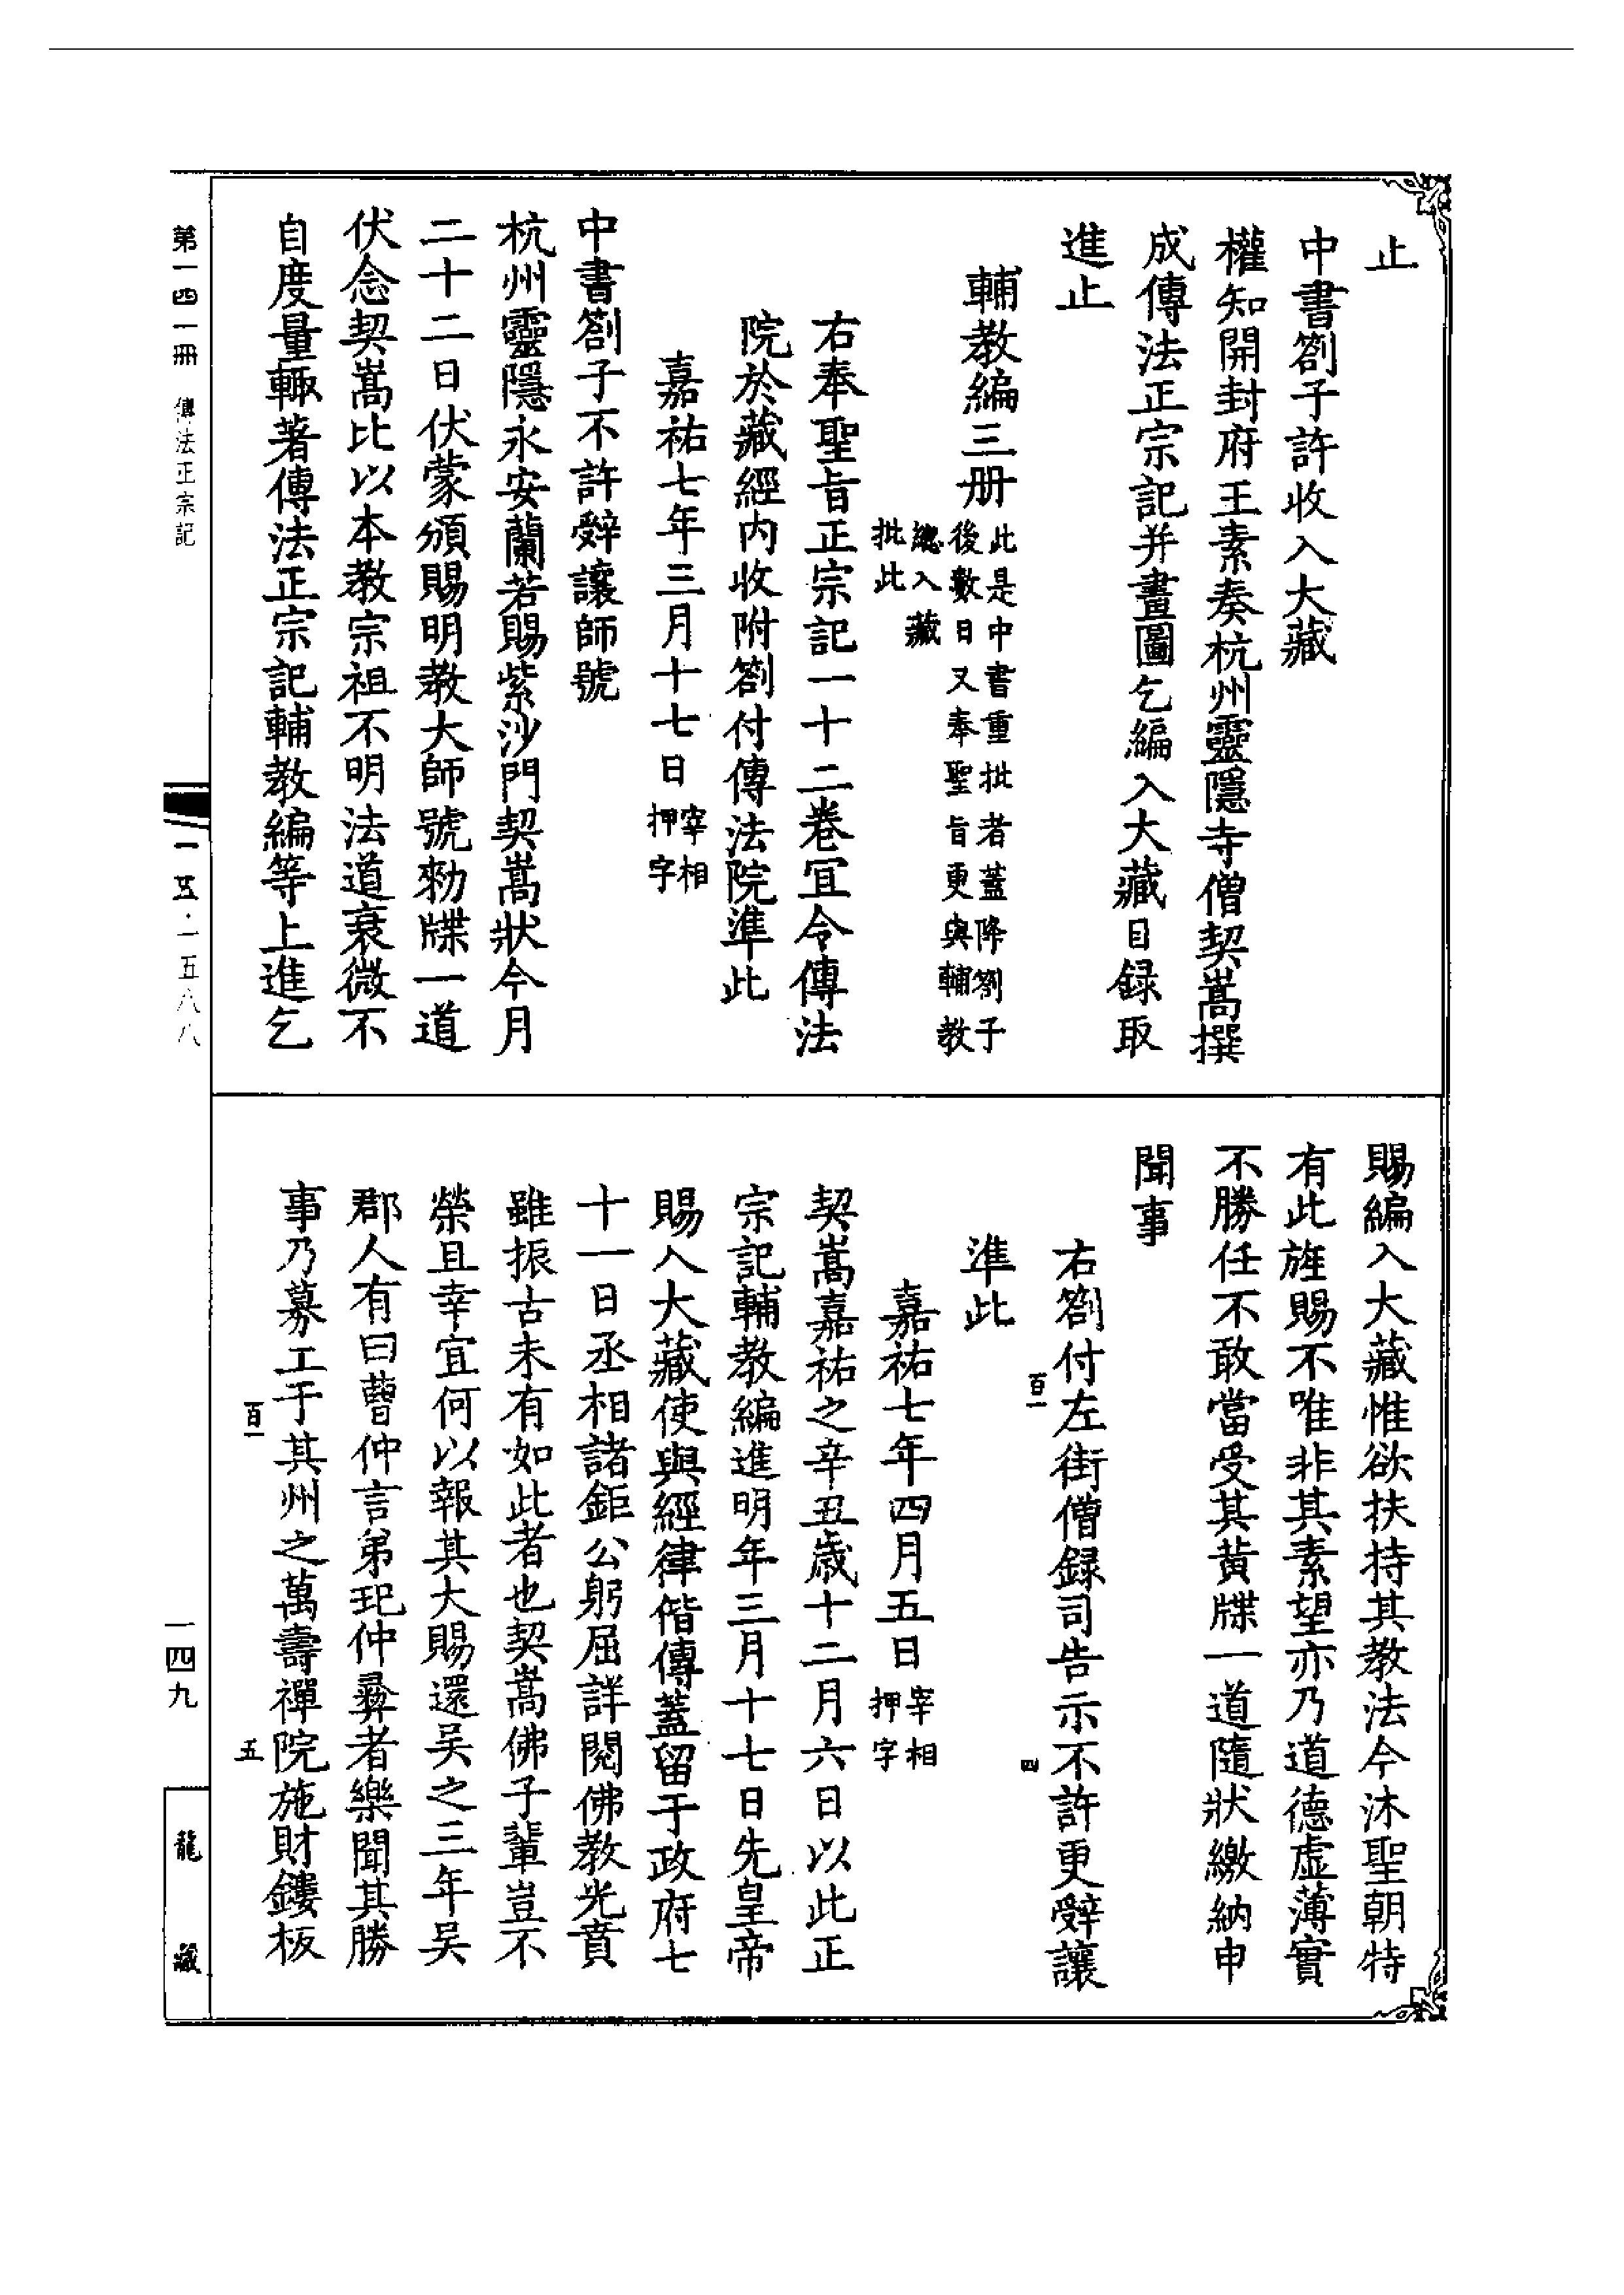 止
中書劄子許收入大藏
權知開封府王素奏杭州靈隱寺僧契嵩撰
成傳法正宗記并畫圖乞編入大藏目録取
進止
輔教編三册
此是中書重批者蓋降劄子
後數日又奉聖旨更與輔教
總入藏
批此
右奉聖旨正宗記一十二卷宜令傳法
院於藏經内收附劄付傳法院準此
嘉祐七年三月十七日
宰相
押字
中書劄子不許辤讓師號
杭州靈隱永安蘭若賜紫沙門契嵩狀今月
二十二日伏蒙頒賜明教大師號勑牒一道
伏念契嵩比以本教宗祖不明法道衰微不
自度量輙著傳法正宗記輔教編等上進乞
賜編入大藏惟欲扶持其教法今沐聖朝特
有此旌賜不唯非其素望亦乃道德虛薄實
不勝任不敢當受其黄牒一道隨狀繳納申
聞事
右劄付左街僧録司告示不許更辤讓
百一
四
準此
嘉祐七年四月五日
宰相
押字
契嵩嘉祐之辛丑歲十二月六日以此正
宗記輔教編進明年三月十七日先皇帝
賜入大藏使與經律偕傳蓋留于政府七
十一日丞相諸鉅公躬屈詳閱佛教光賁
雖振古未有如此者也契嵩佛子輩豈不
榮且幸宜何以報其大賜還吴之三年吴
郡人有曰曹仲言弟玘仲彝者樂聞其勝
事乃募工于其州之萬壽禪院施財鏤板
百一
五
第一四一冊 傳法正宗記
一五五·一五八八
一四九
龍藏